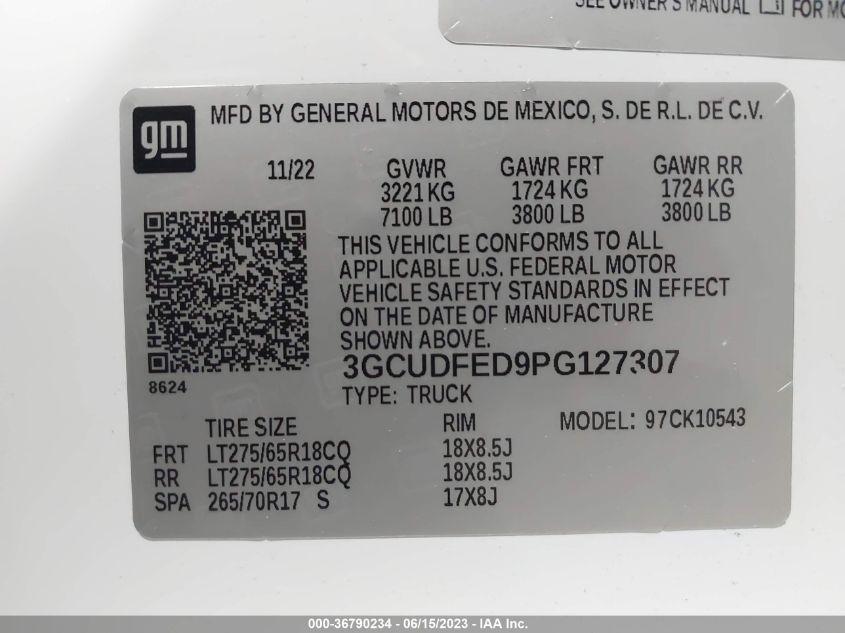 SEE OWNER'S MANUAL FOR MO
gm
MFD BY GENERAL MOTORS DE MEXICO, S. DE R.L. DE C.V.
11/22 GVWR GAWR FRT GAWR RR
3221 KG 1724 KG 1724 KG
7100 LB 3800 LB 3800 LB
THIS VEHICLE CONFORMS TO ALL
APPLICABLE U.S. FEDERAL MOTOR
VEHICLE SAFETY STANDARDS IN EFFECT
ON THE DATE OF MANUFACTURE
SHOWN ABOVE.
3GCUDFED9PG127307
8624
TYPE: TRUCK
TIRE SIZE RIM MODEL: 97CK10543
FRT LT275/65R18CQ 18X8.5J
RR LT275/65R18CQ 18X8.5J
SPA 265/70R17 S 17X8J
000-36790234 - 06/15/2023 - IAA Inc.